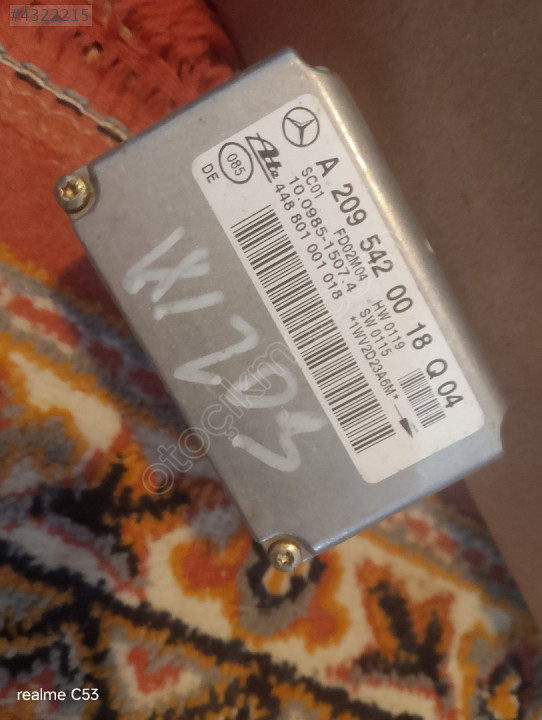 #4322215
A 209 542 00 18 Q 04
SC01 FD02M04 HW 0119
10.0985-1507.4 SW 0115
448 801 001 018 *1WV2D23A6M*
Ate
085
DE
realme C53